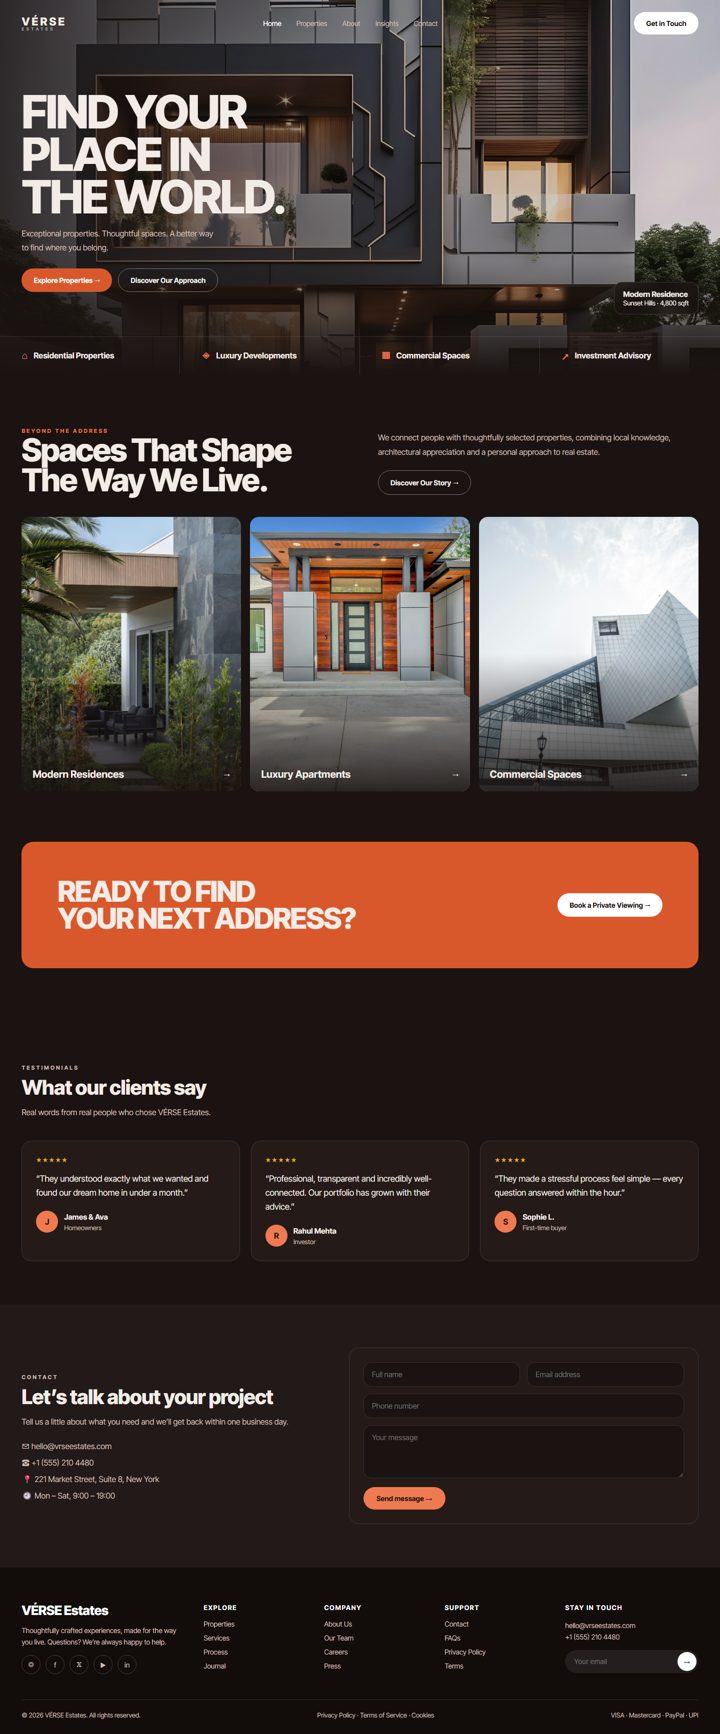 VÉRSE
ESTATES
Home
Properties
About
Insights
Contact
Get in Touch
FIND YOUR
PLACE IN
THE WORLD.
Exceptional properties. Thoughtful spaces. A better way
to find where you belong.
Explore Properties →
Discover Our Approach
Modern Residence
Sunset Hills · 4,800 sqft
Residential Properties
Luxury Developments
Commercial Spaces
Investment Advisory
BEYOND THE ADDRESS
Spaces That Shape
The Way We Live.
We connect people with thoughtfully selected properties, combining local knowledge,
architectural appreciation and a personal approach to real estate.
Discover Our Story →
Modern Residences →
Luxury Apartments →
Commercial Spaces →
READY TO FIND
YOUR NEXT ADDRESS?
Book a Private Viewing →
TESTIMONIALS
What our clients say
Real words from real people who chose VÉRSE Estates.
★★★★★
“They understood exactly what we wanted and
found our dream home in under a month.”
J
James & Ava
Homeowners
★★★★★
“Professional, transparent and incredibly well-
connected. Our portfolio has grown with their
advice.”
R
Rahul Mehta
Investor
★★★★★
“They made a stressful process feel simple — every
question answered within the hour.”
S
Sophie L.
First-time buyer
CONTACT
Let’s talk about your project
Tell us a little about what you need and we’ll get back within one business day.
hello@vrseestates.com
+1 (555) 210 4480
221 Market Street, Suite 8, New York
Mon – Sat, 9:00 – 19:00
Full name
Email address
Phone number
Your message
Send message →
VÉRSE Estates
Thoughtfully crafted experiences, made for the way
you live. Questions? We’re always happy to help.
f
X
in
EXPLORE
Properties
Services
Process
Journal
COMPANY
About Us
Our Team
Careers
Press
SUPPORT
Contact
FAQs
Privacy Policy
Terms
STAY IN TOUCH
hello@vrseestates.com
+1 (555) 210 4480
Your email
→
© 2026 VÉRSE Estates. All rights reserved.
Privacy Policy · Terms of Service · Cookies
VISA · Mastercard · PayPal · UPI